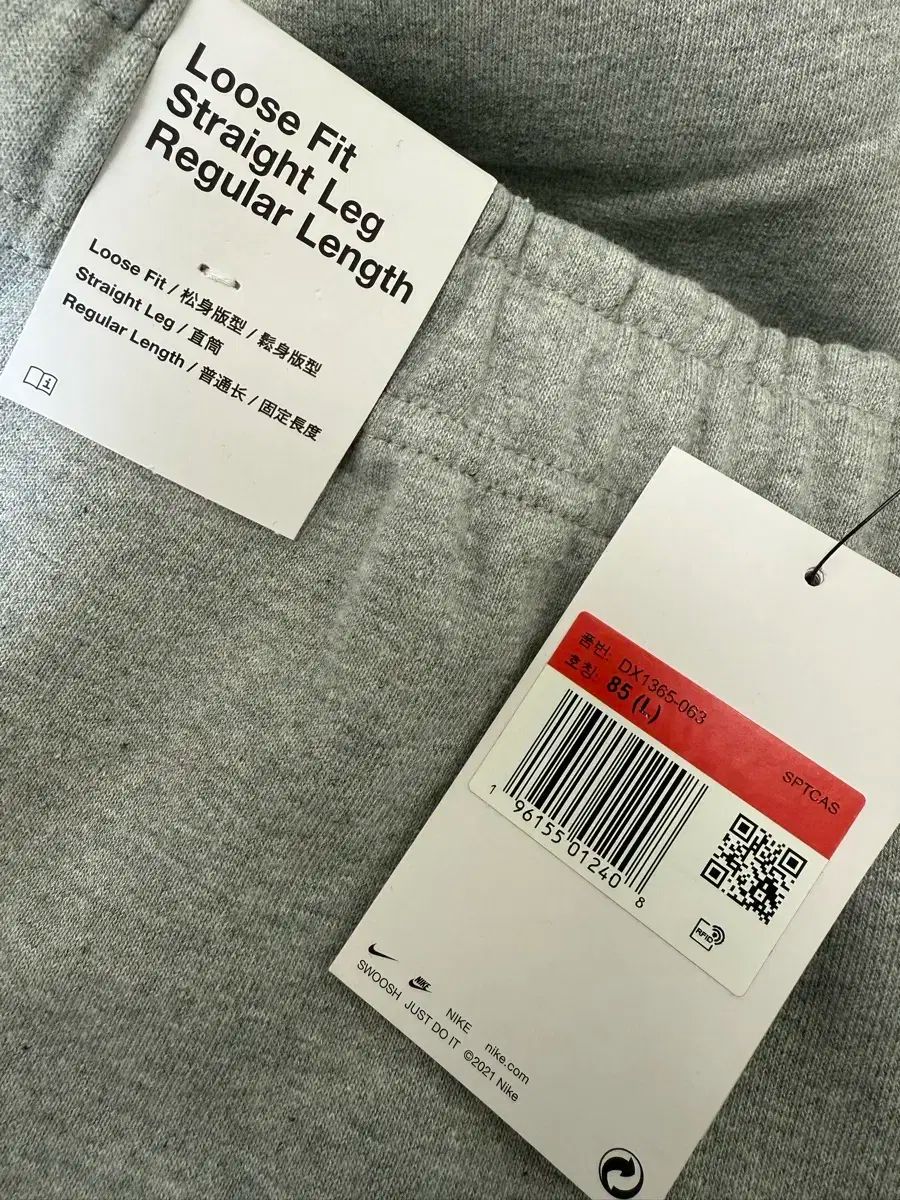 Loose Fit
Straight Leg
Regular Length
Loose Fit / 松身版型 / 鬆身版型
Straight Leg / 直筒
Regular Length / 普通长 / 固定長度
품번: DX1365-063
호칭: 85 (L)
SPTCAS
1 96155 01240 8
RFID
NIKE
NIKE nike.com
SWOOSH JUST DO IT ©2021 Nike